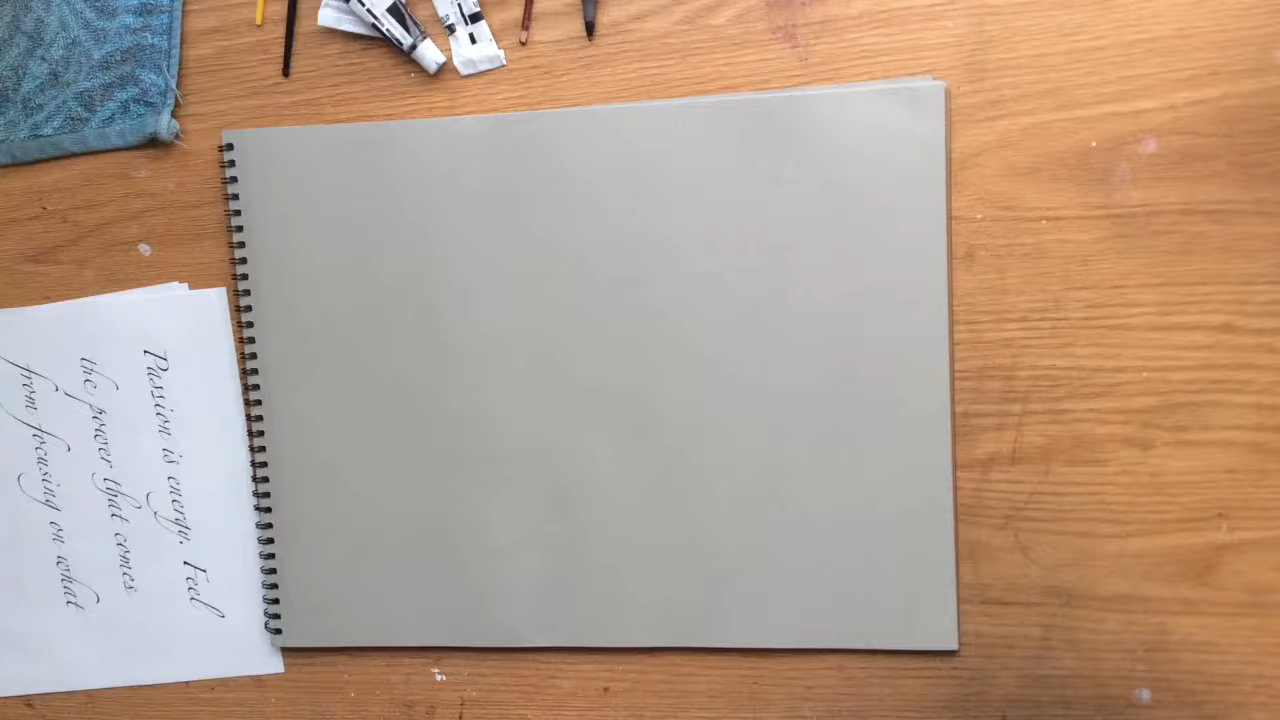 Passion is energy. Feel
the power that comes
from focusing on what